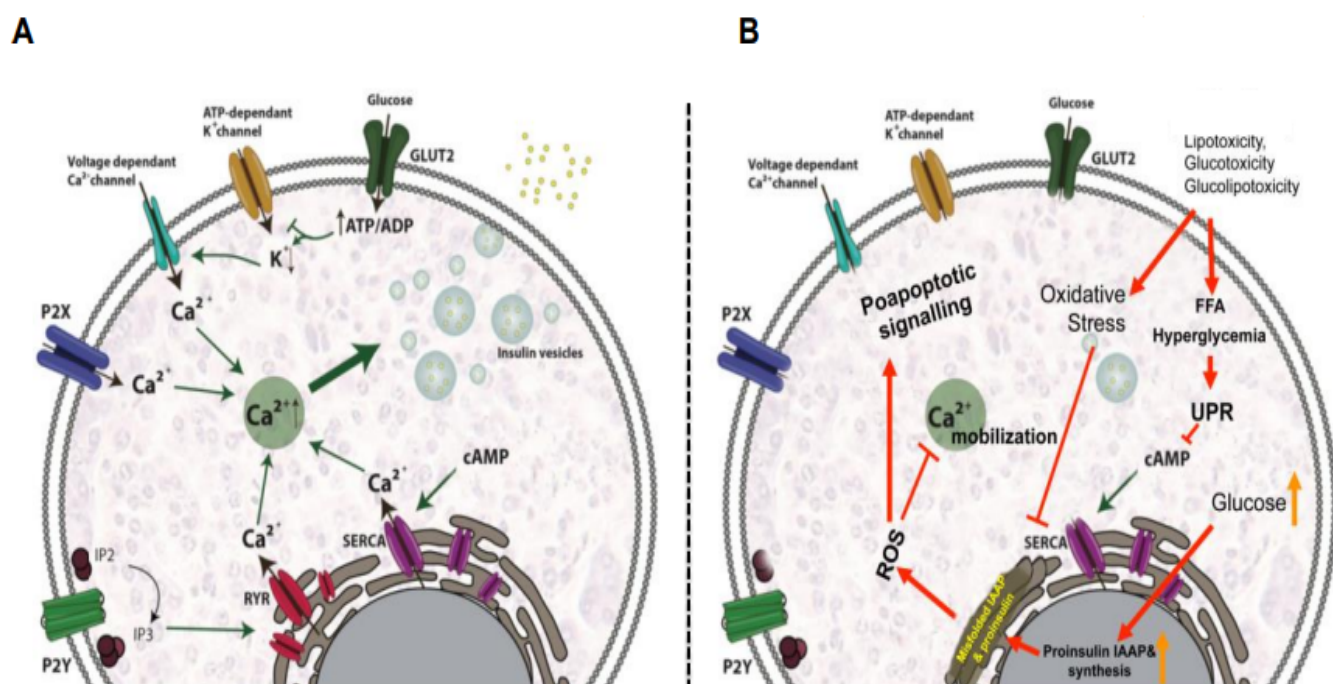 A
ATP-dependant
K⁺channel
Glucose
GLUT2
Voltage dependant
Ca²⁺channel
ATP/ADP
K⁺
Ca²⁺
P2X
Ca²⁺
Insulin vesicles
Ca²⁺
cAMP
Ca²⁺
Ca²⁺
SERCA
IP2
RYR
IP3
P2Y
B
ATP-dependant
K⁺channel
Glucose
GLUT2
Lipotoxicity,
Glucotoxicity
Glucolipotoxicity
Voltage dependant
Ca²⁺channel
Poapoptotic
signalling
Oxidative
Stress
FFA
Hyperglycemia
P2X
Ca²⁺
mobilization
UPR
cAMP
Glucose
ROS
SERCA
Misfolded IAAP
& proinsulin
Proinsulin IAAP&
synthesis
P2Y